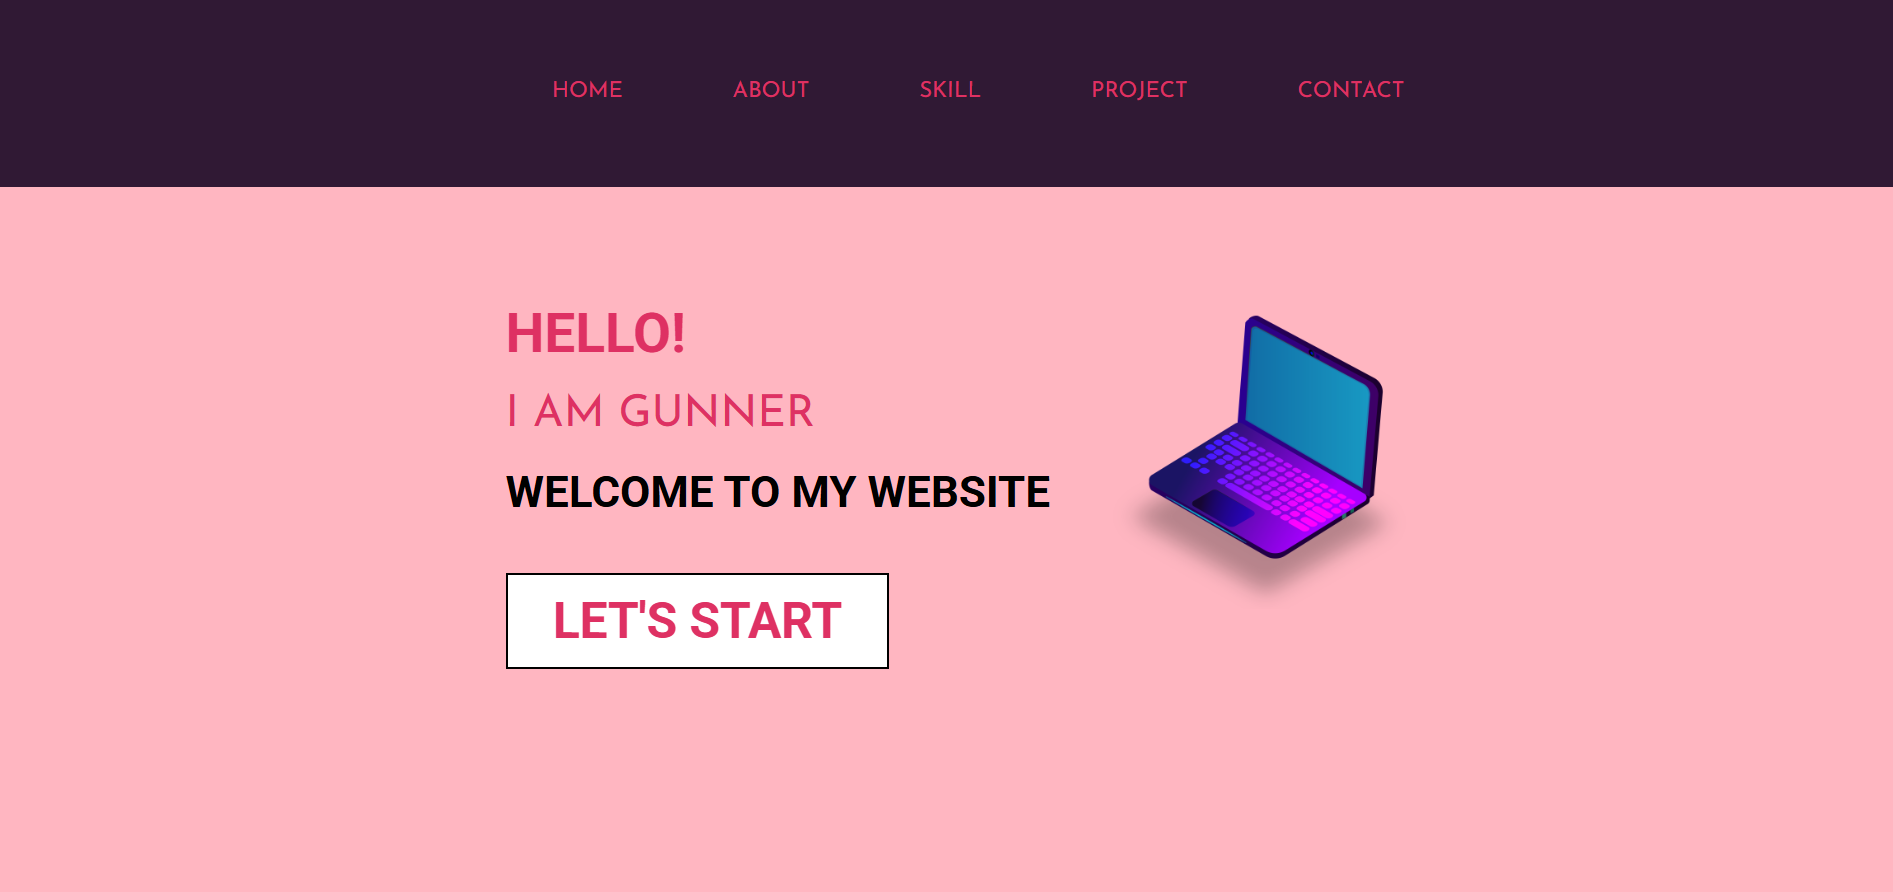 HOME ABOUT SKILL PROJECT CONTACT
HELLO!
I AM GUNNER
WELCOME TO MY WEBSITE
LET'S START